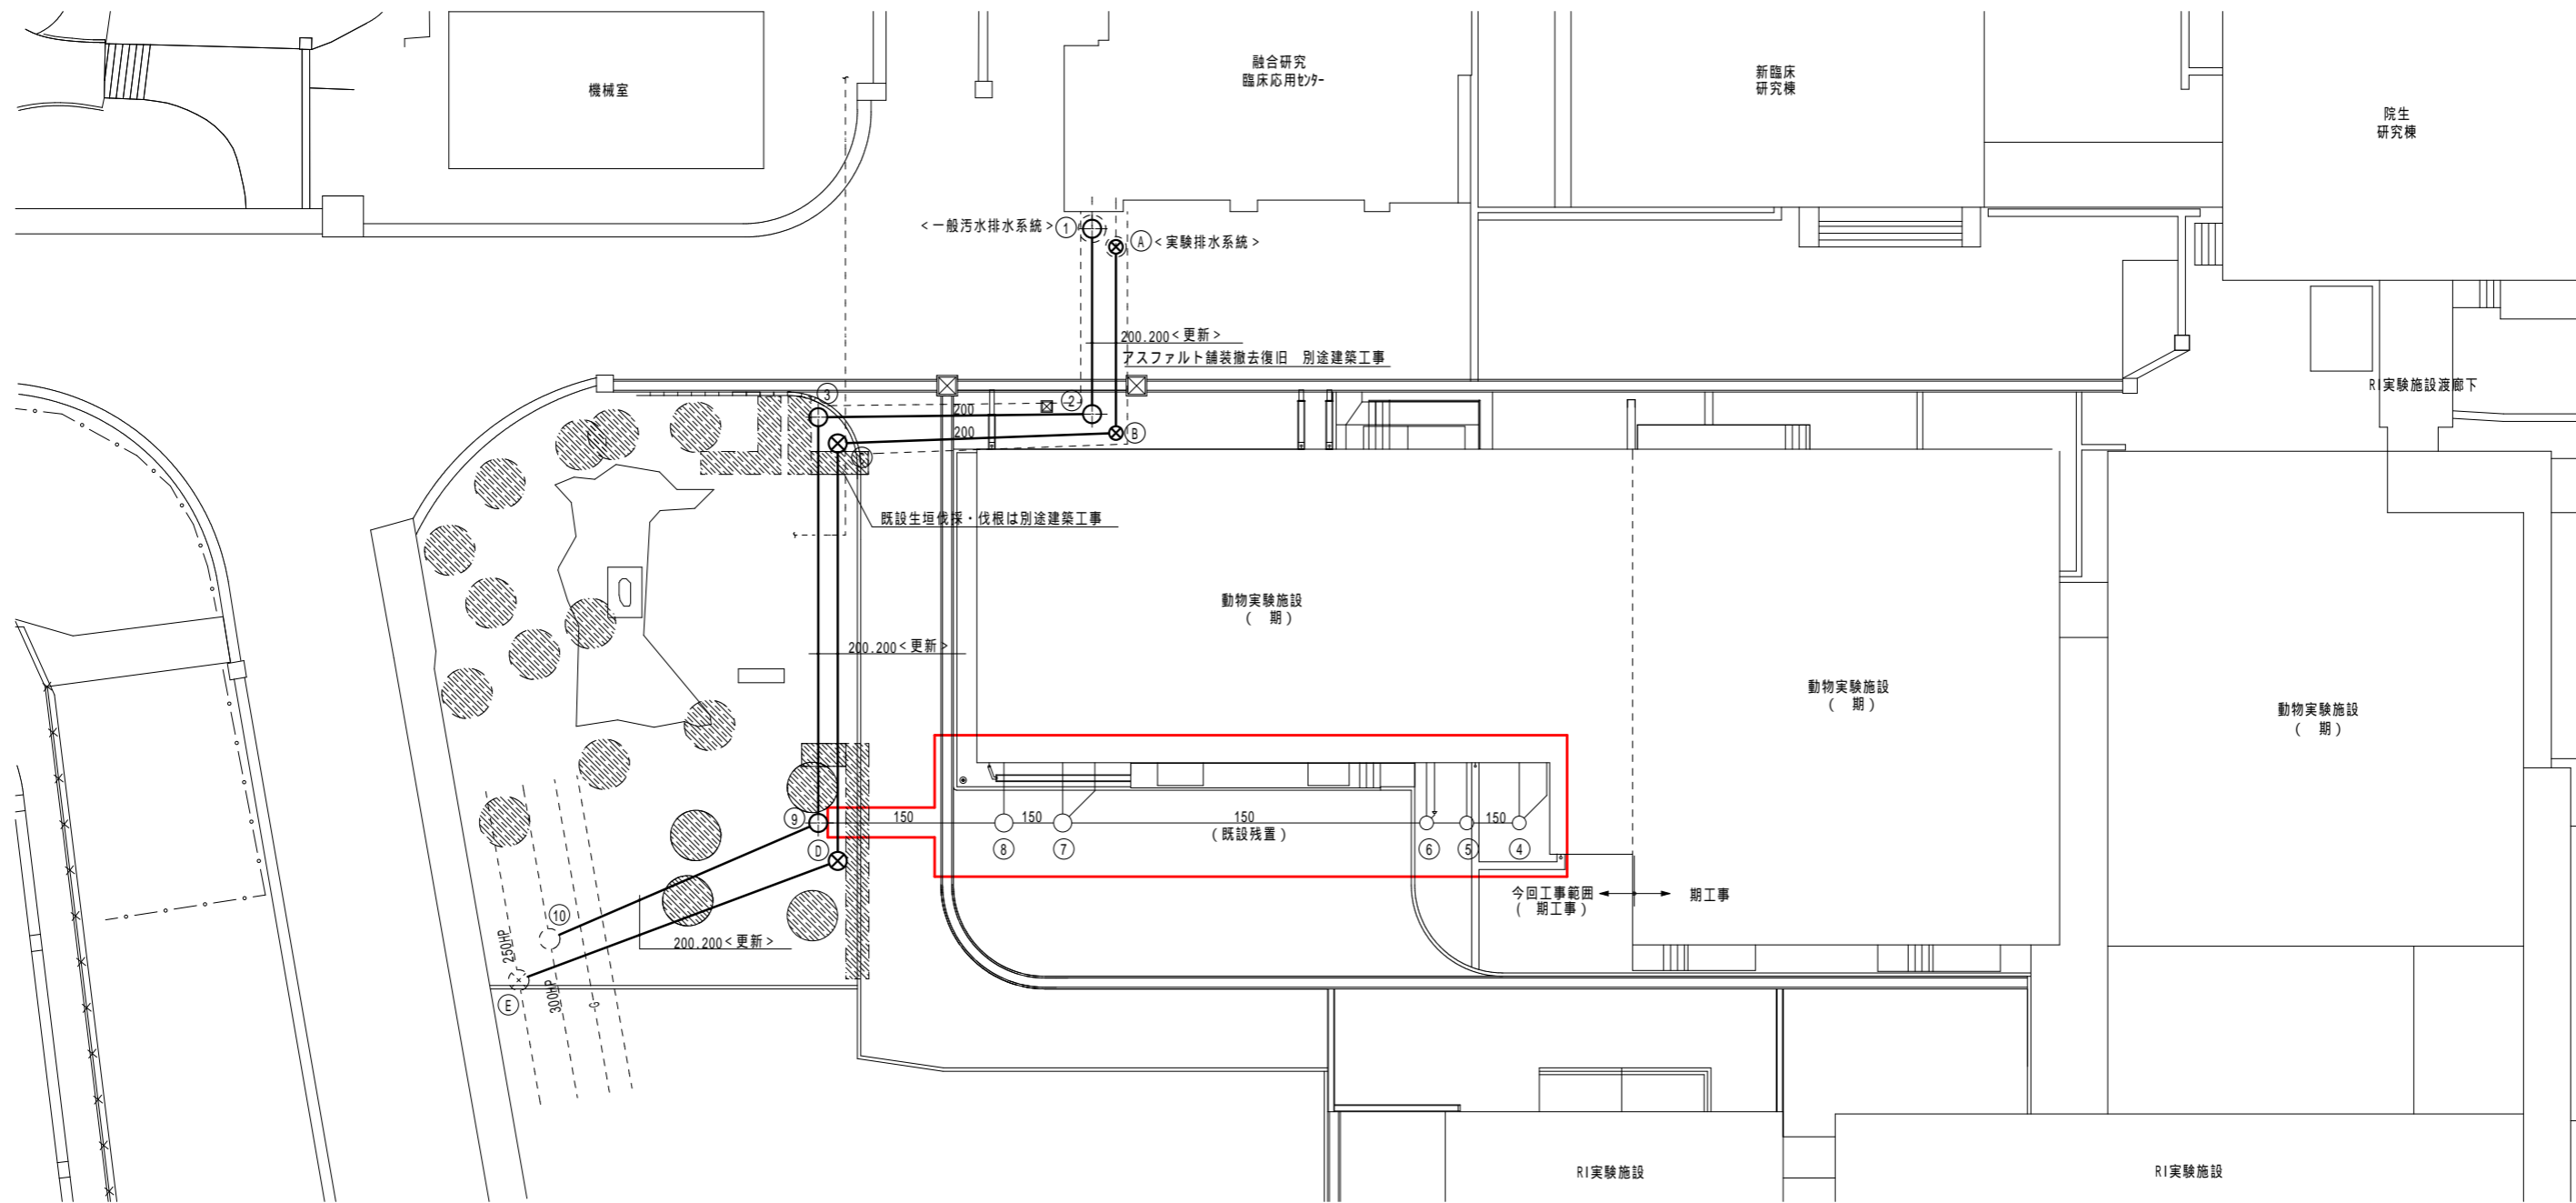 機械室
融合研究
臨床応用ｾﾝﾀｰ
新臨床
研究棟
院生
研究棟
<一般汚水排水系統>
1
A
<実験排水系統>
200.200<更新>
アスファルト舗装撤去復旧 別途建築工事
RI実験施設渡廊下
3
2
200
200
B
既設生垣伐採・伐根は別途建築工事
動物実験施設
( 期)
200.200<更新>
動物実験施設
( 期)
動物実験施設
( 期)
9
150
150
150
(既設残置)
150
D
8
7
6
5
4
今回工事範囲
( 期工事)
期工事
10
250HP
200.200<更新>
300HP
G
E
RI実験施設
RI実験施設